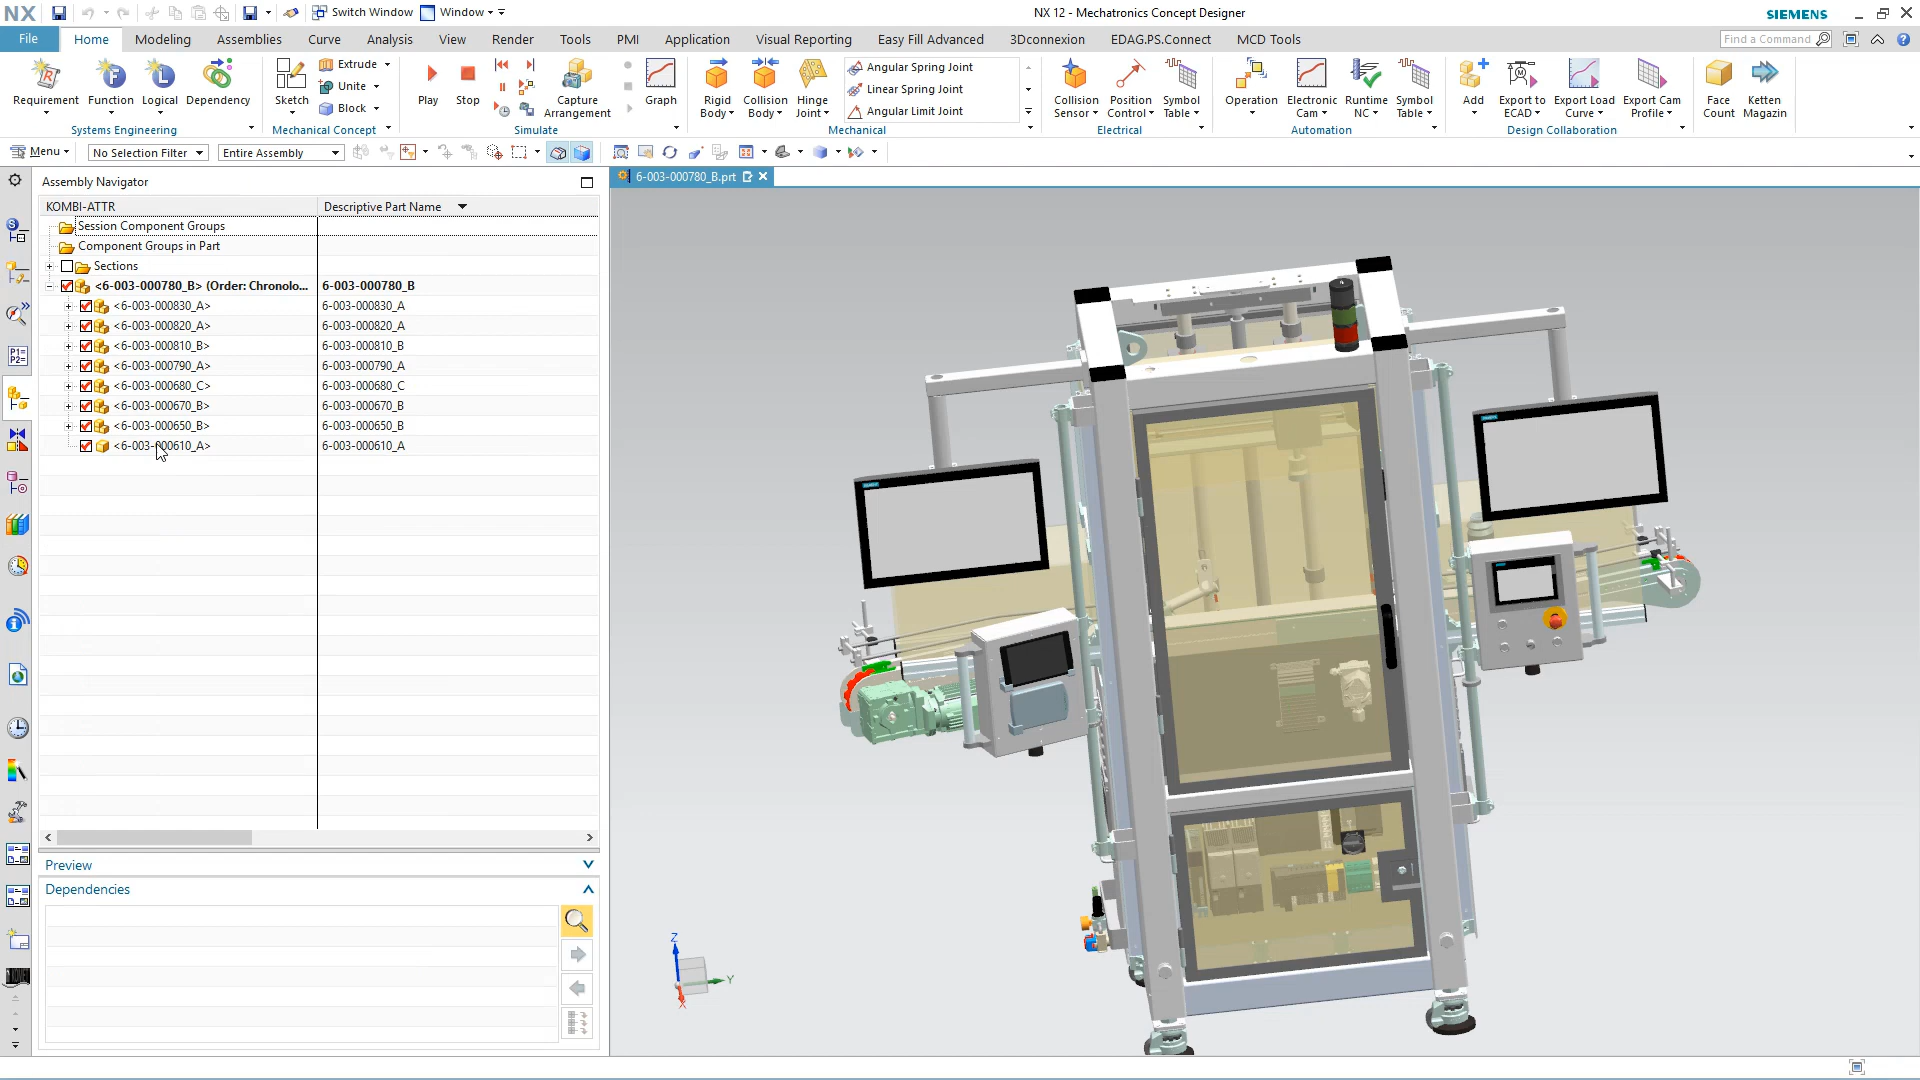 NX
Switch Window
Window
NX 12 - Mechatronics Concept Designer
SIEMENS
File
Home
Modeling
Assemblies
Curve
Analysis
View
Render
Tools
PMI
Application
Visual Reporting
Easy Fill Advanced
3Dconnexion
EDAG.PS.Connect
MCD Tools
Find a Command
Requirement
Function
Logical
Dependency
Systems Engineering
Sketch
Extrude
Unite
Block
Mechanical Concept
Play
Stop
Capture
Arrangement
Graph
Simulate
Rigid
Body
Collision
Body
Hinge
Joint
Angular Spring Joint
Linear Spring Joint
Angular Limit Joint
Mechanical
Collision
Sensor
Position
Control
Symbol
Table
Electrical
Operation
Electronic
Cam
Runtime
NC
Symbol
Table
Automation
Add
Export to
ECAD
Export Load
Curve
Export Cam
Profile
Design Collaboration
Face
Count
Ketten
Magazin
Menu
No Selection Filter
Entire Assembly
Assembly Navigator
6-003-000780_B.prt
KOMBI-ATTR
Descriptive Part Name
Session Component Groups
Component Groups in Part
Sections
<6-003-000780_B> (Order: Chronolo... 6-003-000780_B
<6-003-000830_A> 6-003-000830_A
<6-003-000820_A> 6-003-000820_A
<6-003-000810_B> 6-003-000810_B
<6-003-000790_A> 6-003-000790_A
<6-003-000680_C> 6-003-000680_C
<6-003-000670_B> 6-003-000670_B
<6-003-000650_B> 6-003-000650_B
<6-003-000610_A> 6-003-000610_A
Preview
Dependencies
Z
Y
X